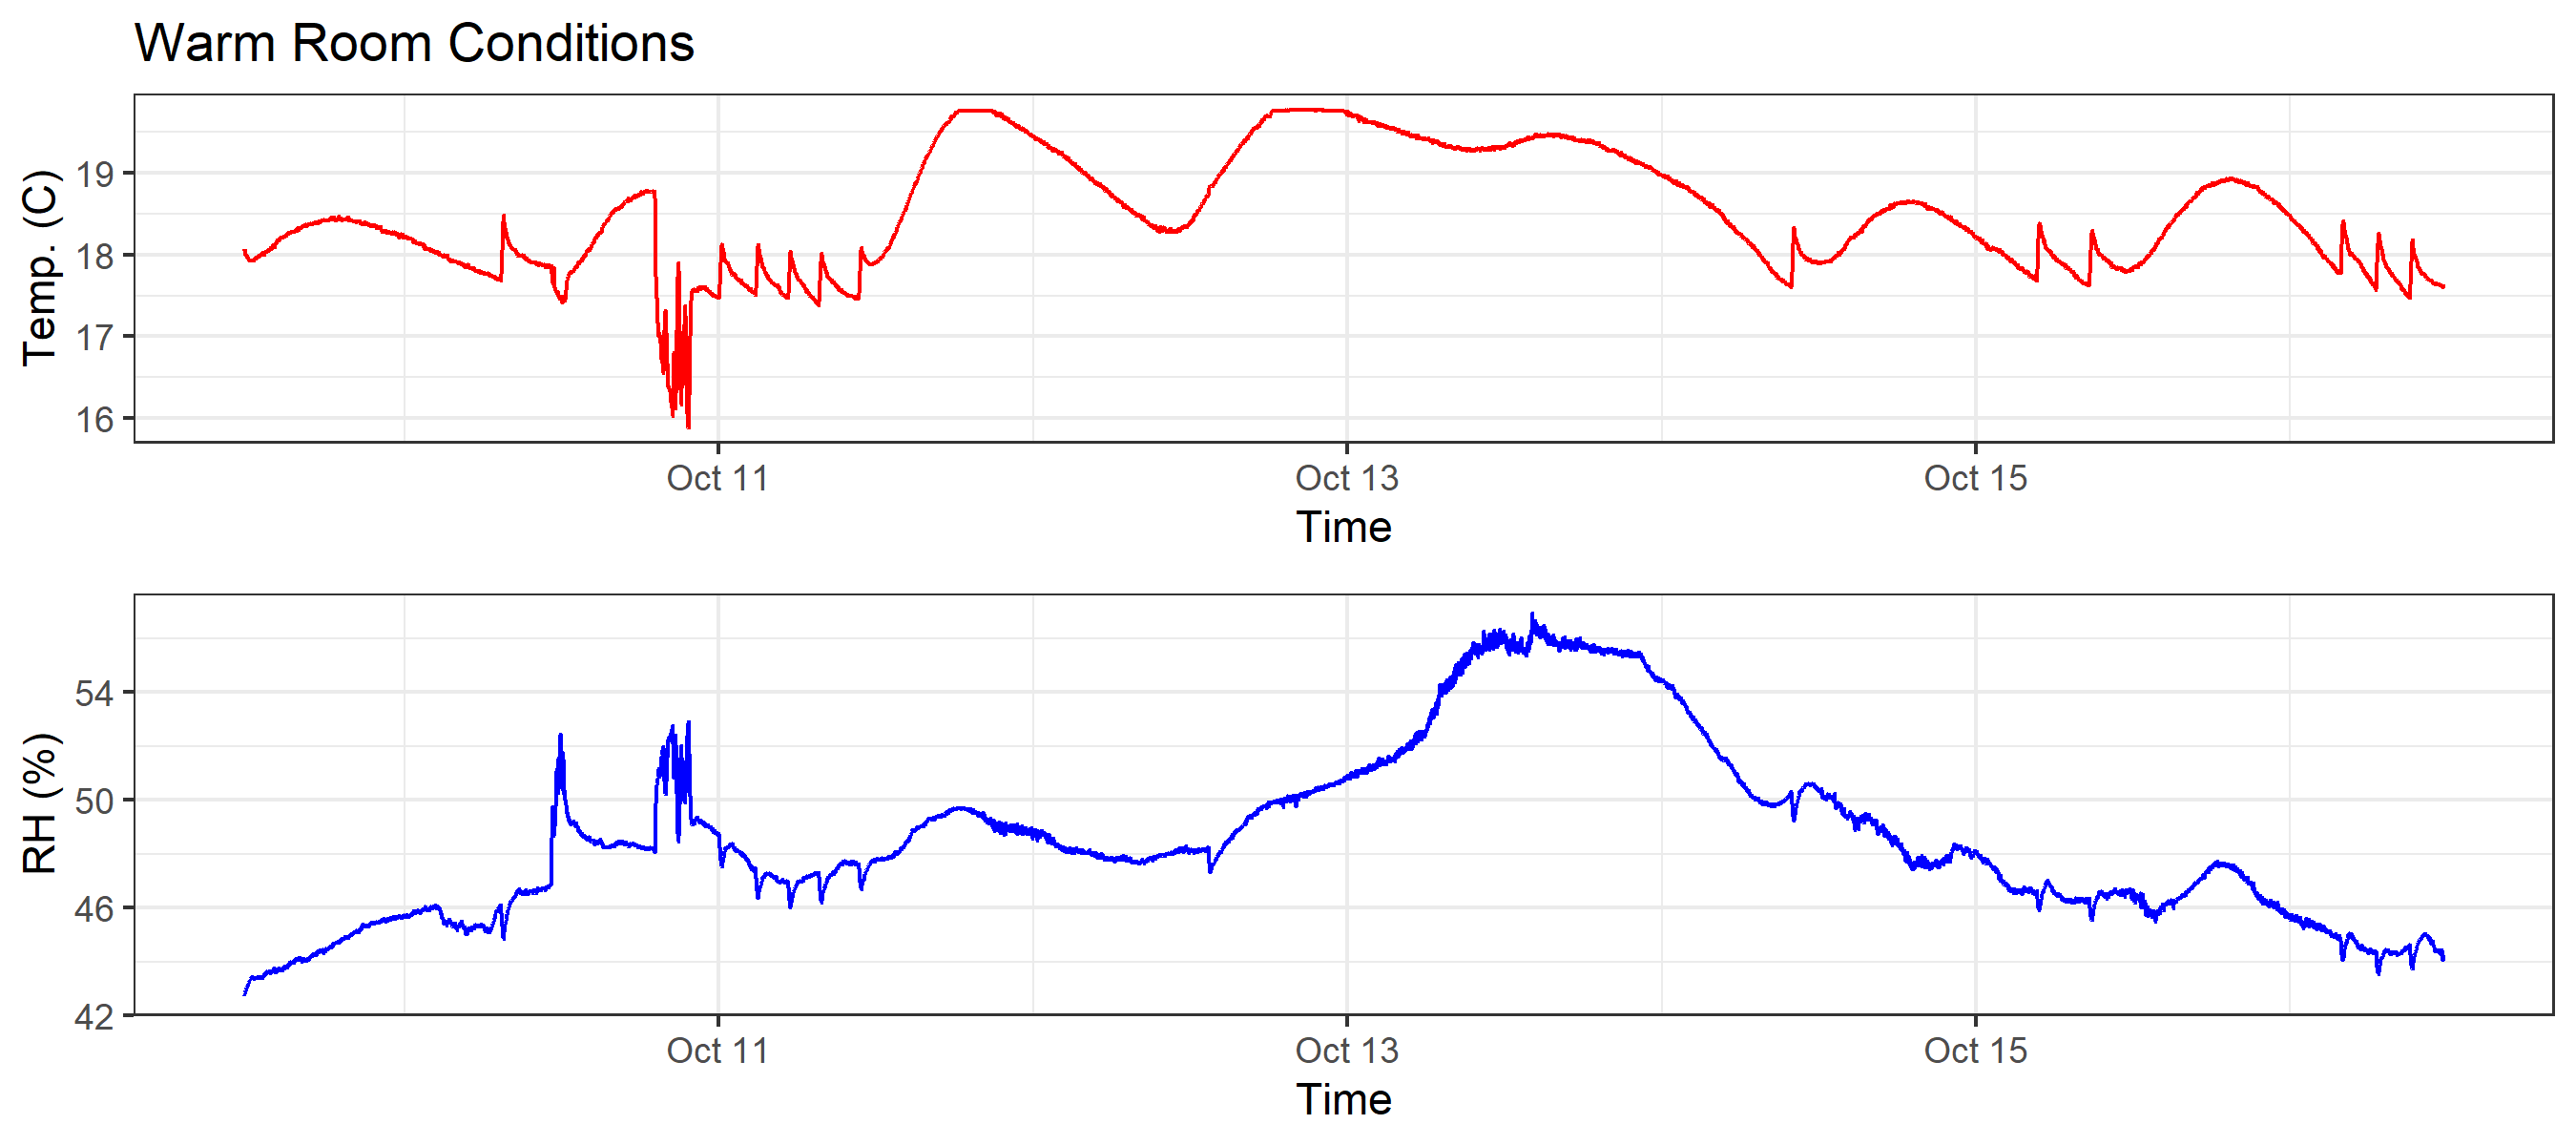 Warm Room Conditions
Temp. (C)
19
18
17
16
Oct 11
Oct 13
Oct 15
Time
RH (%)
54
50
46
42
Oct 11
Oct 13
Oct 15
Time